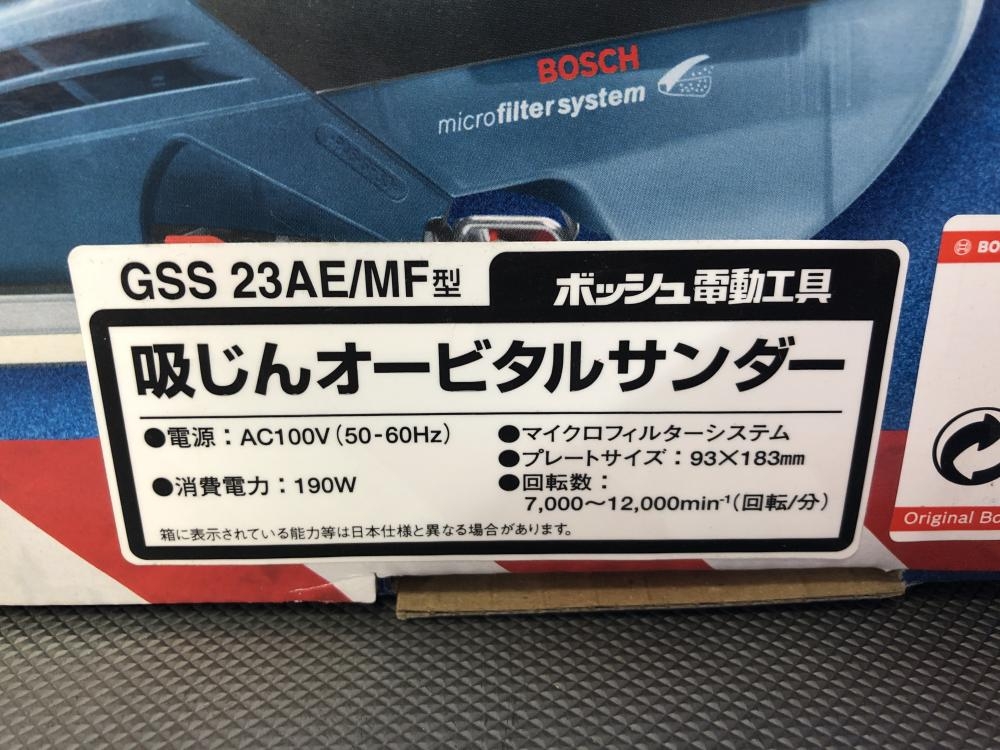 BOSCH
microfiltersystem
GSS 23AE/MF型
ボッシュ電動工具
吸じんオービタルサンダー
●電源：AC100V(50-60Hz)
●消費電力：190W
●マイクロフィルターシステム
●プレートサイズ：93×183mm
●回転数：
7,000～12,000min⁻¹(回転/分)
箱に表示されている能力等は日本仕様と異なる場合があります。
BO
Original Bo